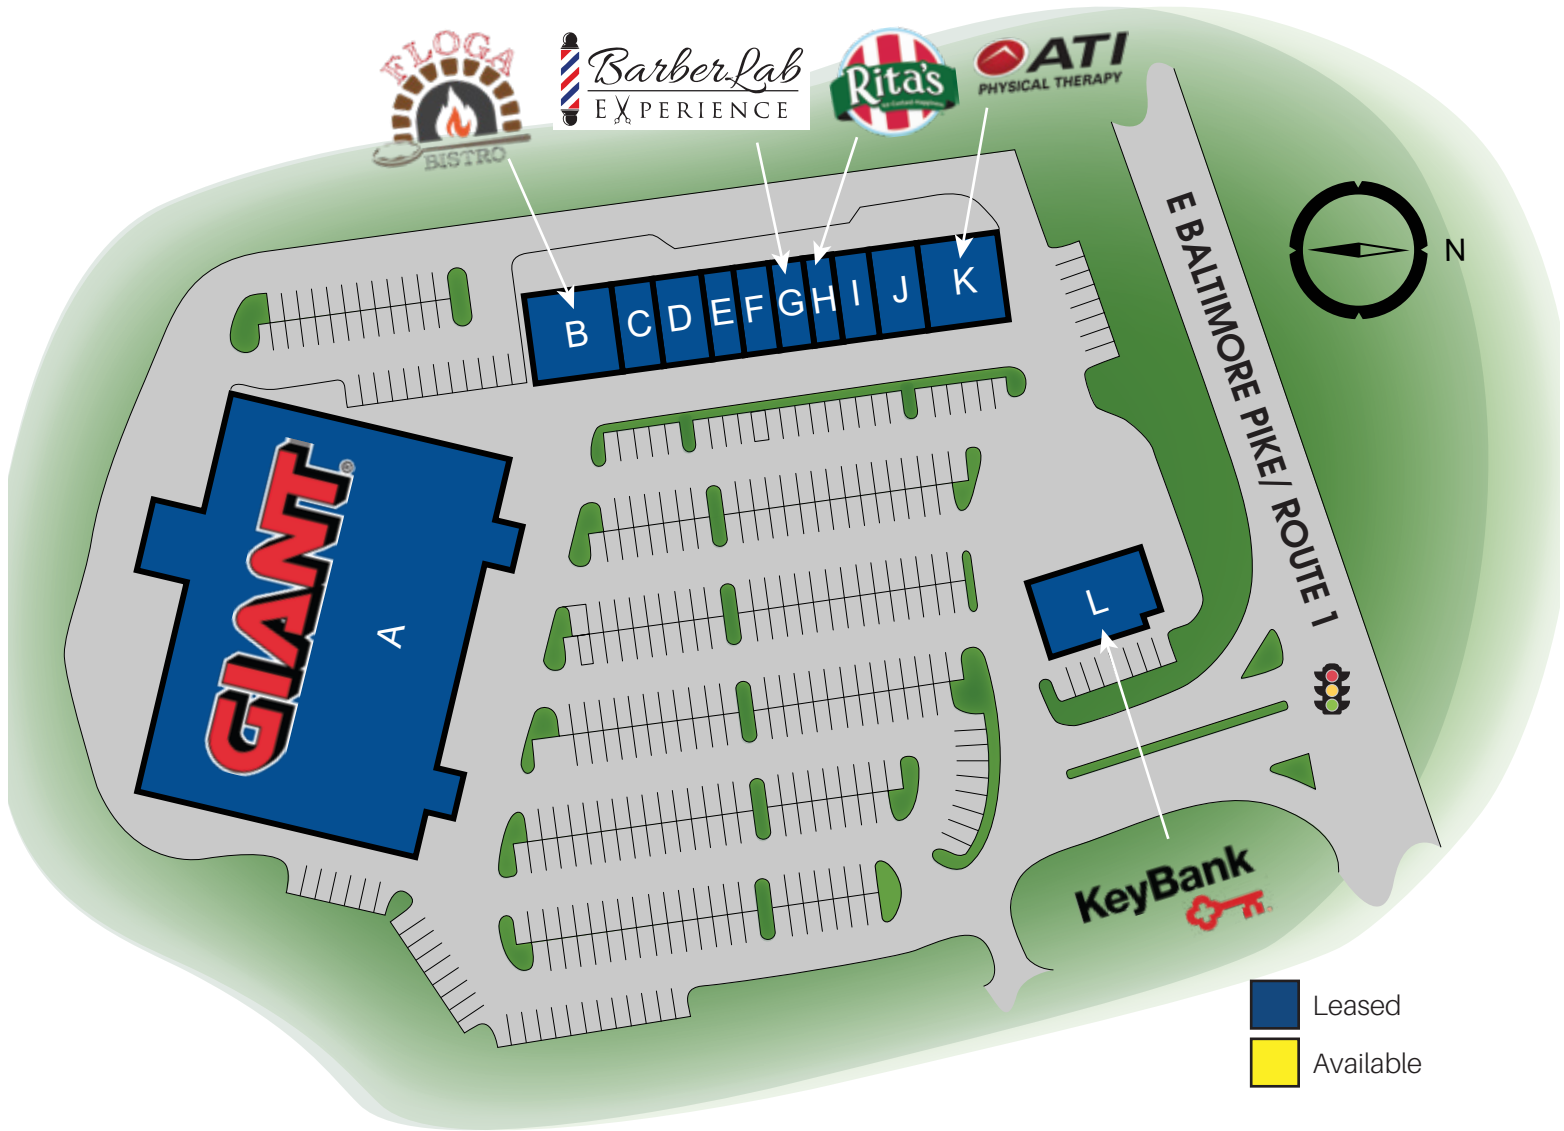 FLOGA
BISTRO
BarberLab
EXPERIENCE
Rita's
ATI
PHYSICAL THERAPY
N
E BALTIMORE PIKE/ ROUTE 1
B
C
D
E
F
G
H
I
J
K
GIANT®
A
L
KeyBank
Leased
Available